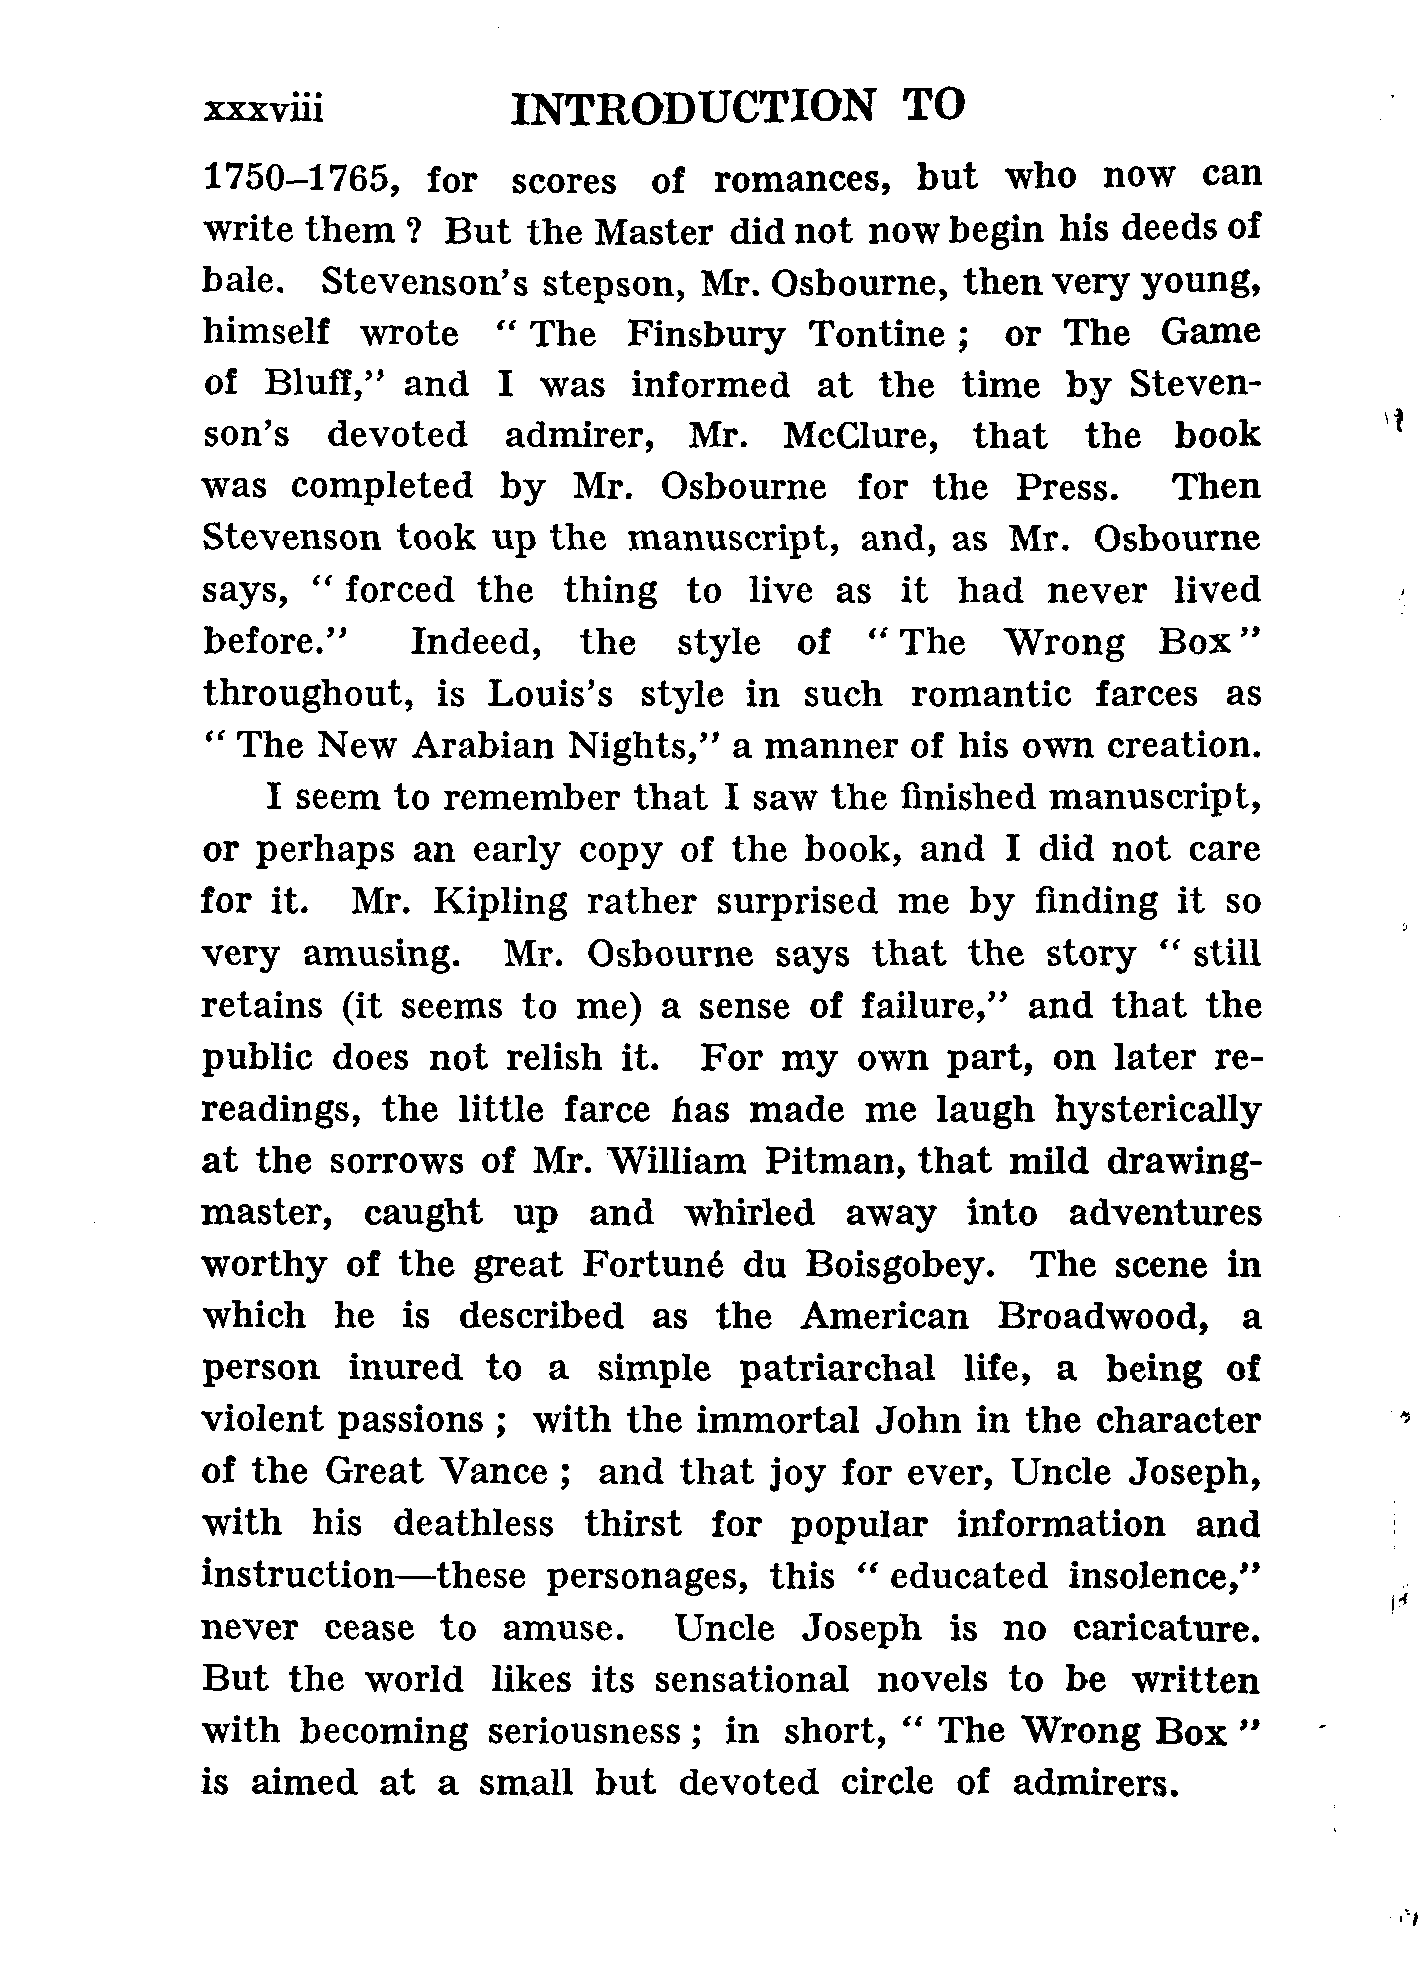 xxxviii INTRODUCTION TO
1750–1765, for scores of romances, but who now can
write them ? But the Master did not now begin his deeds of
bale. Stevenson's stepson, Mr. Osbourne, then very young,
himself wrote “ The Finsbury Tontine ; or The Game
of Bluff,” and I was informed at the time by Steven-
son's devoted admirer, Mr. McClure, that the book
was completed by Mr. Osbourne for the Press. Then
Stevenson took up the manuscript, and, as Mr. Osbourne
says, “ forced the thing to live as it had never lived
before.” Indeed, the style of “ The Wrong Box ”
throughout, is Louis's style in such romantic farces as
“ The New Arabian Nights,” a manner of his own creation.
I seem to remember that I saw the finished manuscript,
or perhaps an early copy of the book, and I did not care
for it. Mr. Kipling rather surprised me by finding it so
very amusing. Mr. Osbourne says that the story “ still
retains (it seems to me) a sense of failure,” and that the
public does not relish it. For my own part, on later re-
readings, the little farce has made me laugh hysterically
at the sorrows of Mr. William Pitman, that mild drawing-
master, caught up and whirled away into adventures
worthy of the great Fortuné du Boisgobey. The scene in
which he is described as the American Broadwood, a
person inured to a simple patriarchal life, a being of
violent passions ; with the immortal John in the character
of the Great Vance ; and that joy for ever, Uncle Joseph,
with his deathless thirst for popular information and
instruction—these personages, this “ educated insolence,”
never cease to amuse. Uncle Joseph is no caricature.
But the world likes its sensational novels to be written
with becoming seriousness ; in short, “ The Wrong Box ”
is aimed at a small but devoted circle of admirers.